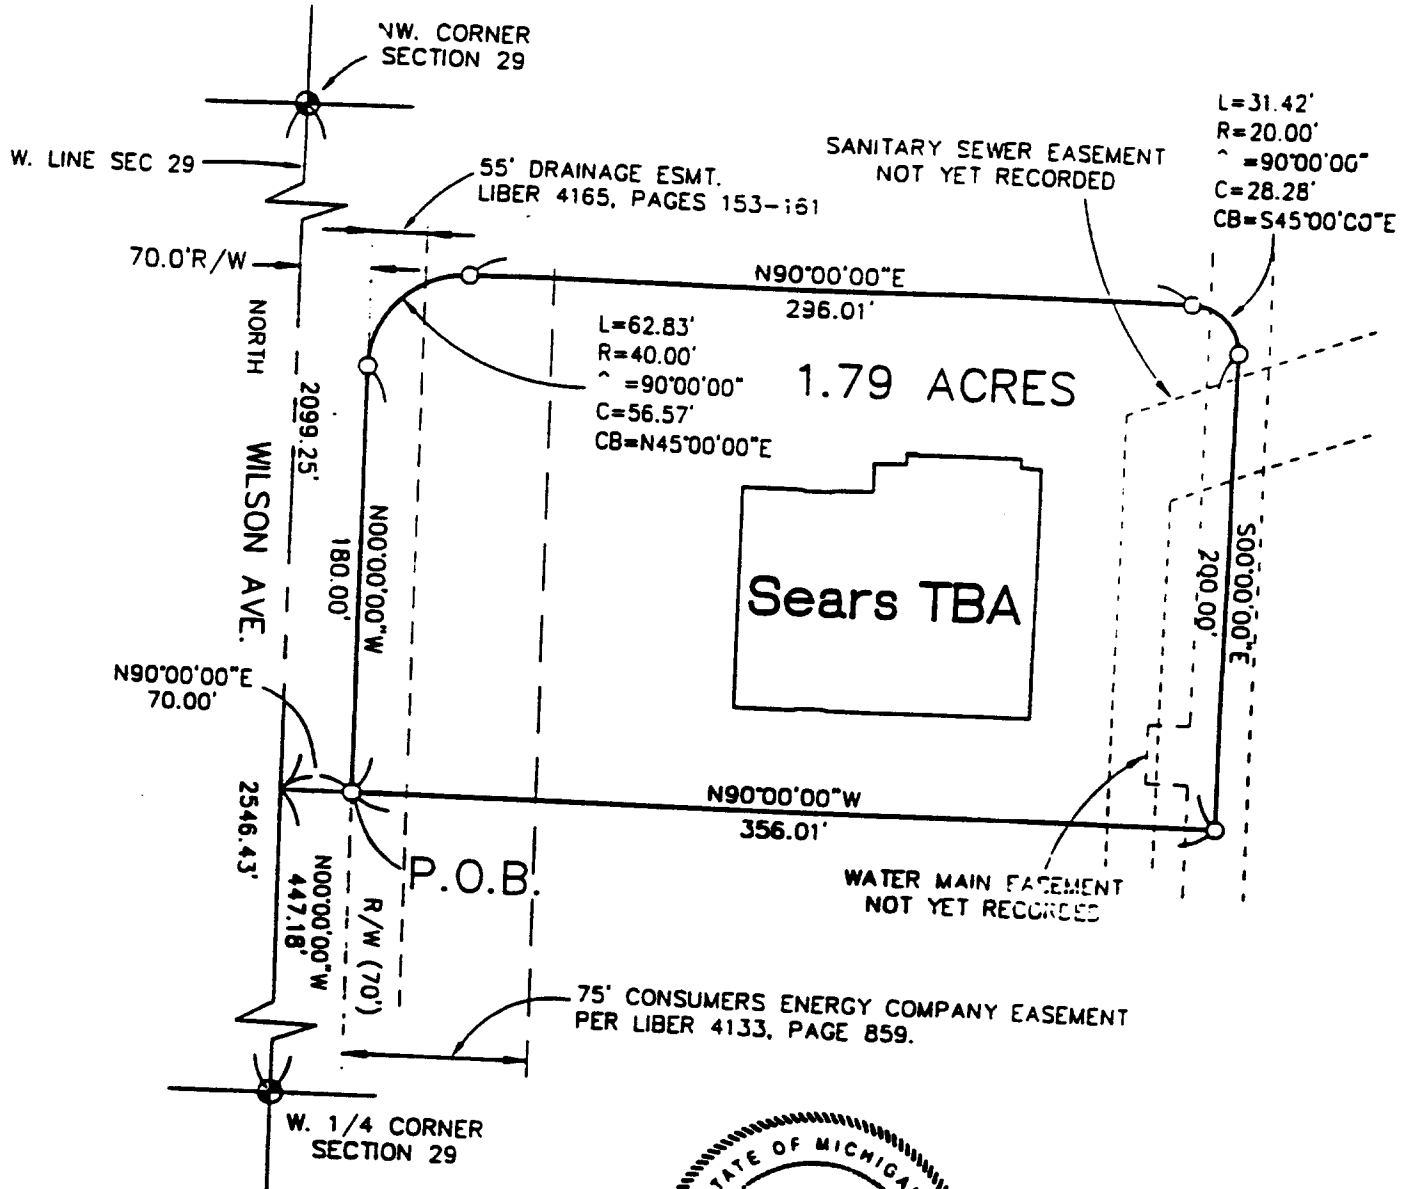 NW. CORNER
SECTION 29
W. LINE SEC 29
55' DRAINAGE ESMT.
LIBER 4165, PAGES 153-161
SANITARY SEWER EASEMENT
NOT YET RECORDED
L=31.42'
R=20.00'
^ =90°00'00"
C=28.28'
CB=S45°00'00"E
70.0'R/W
N90°00'00"E
296.01'
NORTH
2099.25'
L=62.83'
R=40.00'
^ =90°00'00"
C=56.57'
CB=N45°00'00"E
1.79 ACRES
WILSON AVE.
N00°00'00"W
180.00'
Sears TBA
S00°00'00"E
200.00'
N90°00'00"E
70.00'
2546.43'
N90°00'00"W
356.01'
P.O.B.
N00°00'00"W
447.18'
R/W (70')
WATER MAIN EASEMENT
NOT YET RECORDED
75' CONSUMERS ENERGY COMPANY EASEMENT
PER LIBER 4133, PAGE 859.
W. 1/4 CORNER
SECTION 29
TATE OF MICHIGA